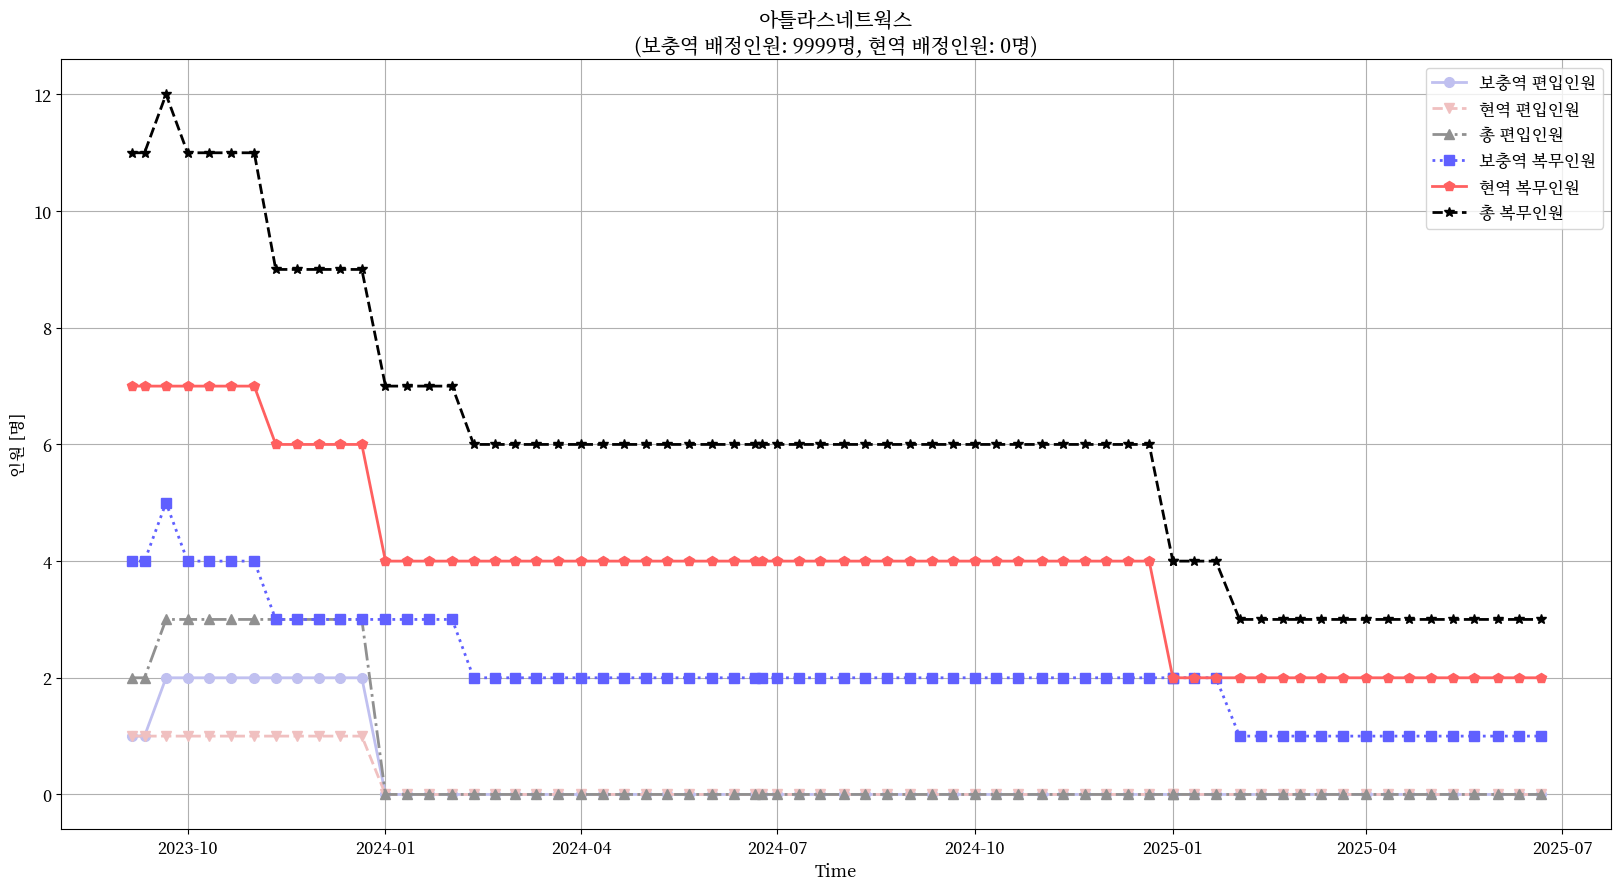 아틀라스네트웍스
(보충역 배정인원: 9999명, 현역 배정인원: 0명)
보충역 편입인원
현역 편입인원
총 편입인원
보충역 복무인원
현역 복무인원
총 복무인원
인원 [명]
12
10
8
6
4
2
0
2023-10
2024-01
2024-04
2024-07
2024-10
2025-01
2025-04
2025-07
Time